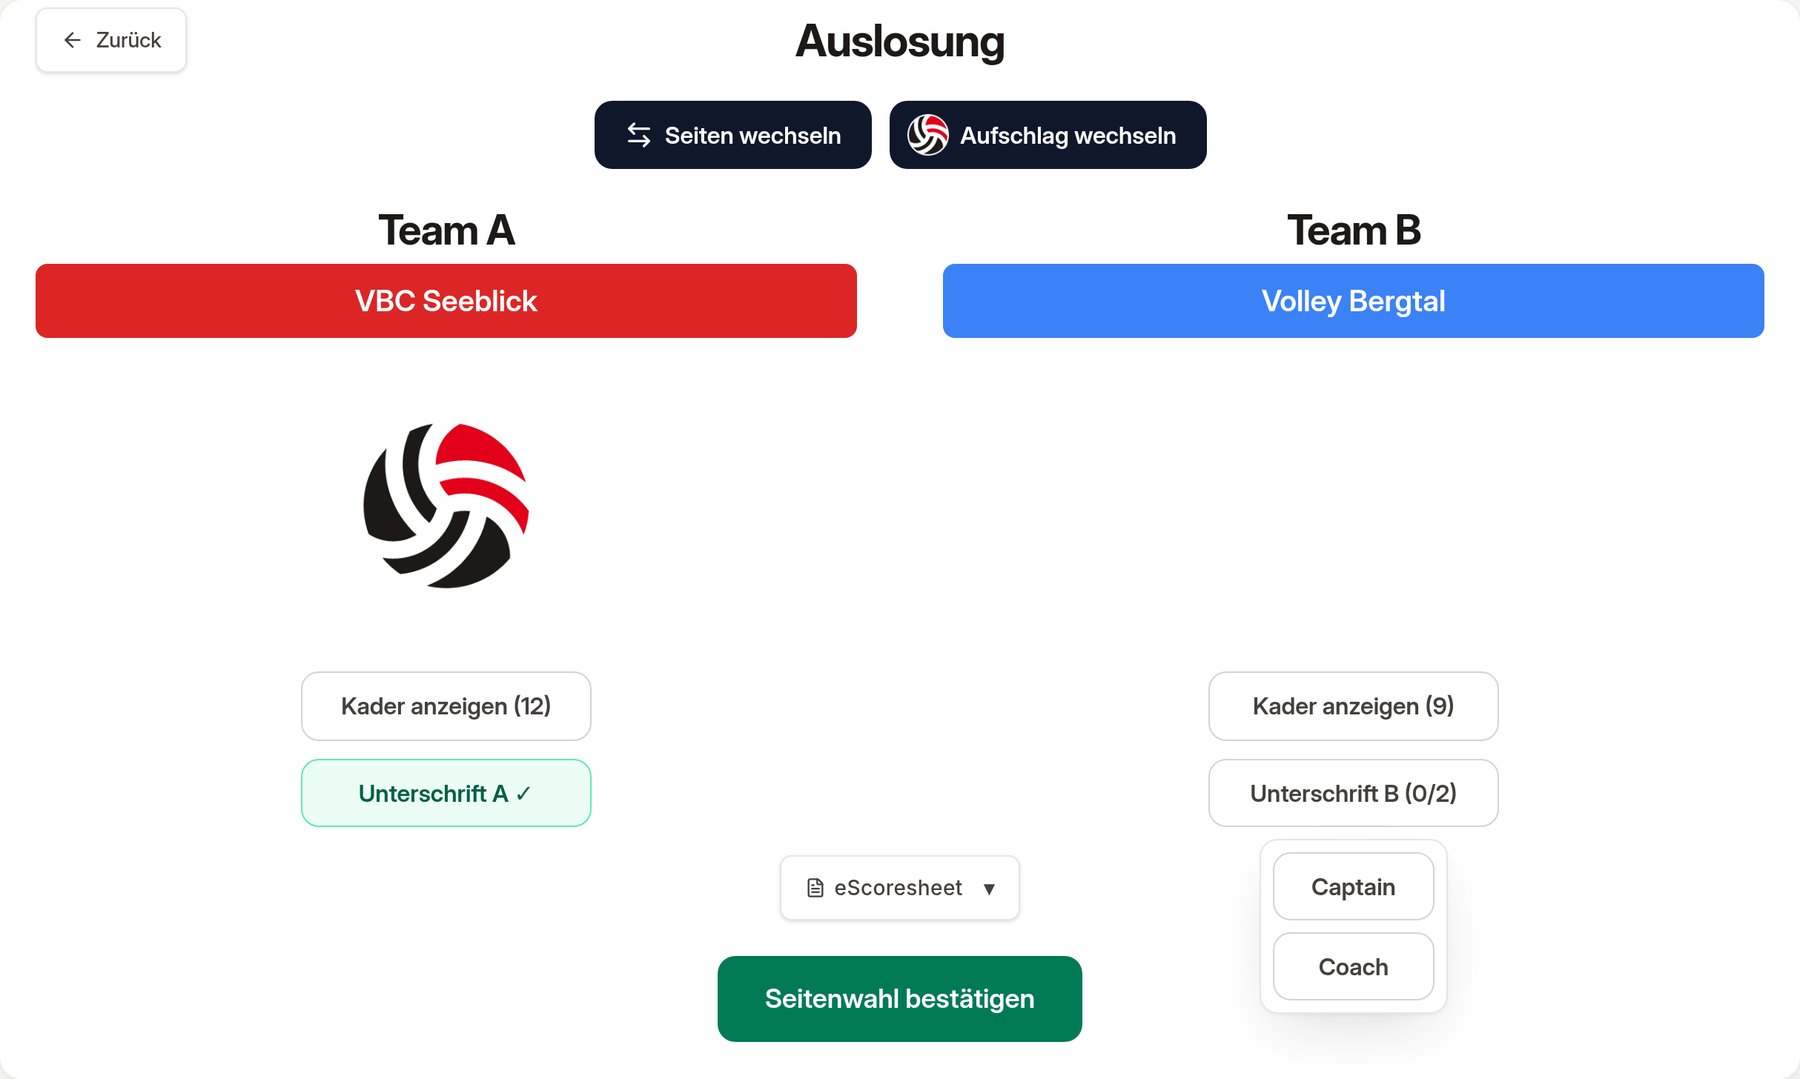 Zurück
Auslosung
Seiten wechseln
Aufschlag wechseln
Team A
VBC Seeblick
Team B
Volley Bergtal
Kader anzeigen (12)
Unterschrift A ✓
Kader anzeigen (9)
Unterschrift B (0/2)
Captain
Coach
eScoresheet ▼
Seitenwahl bestätigen